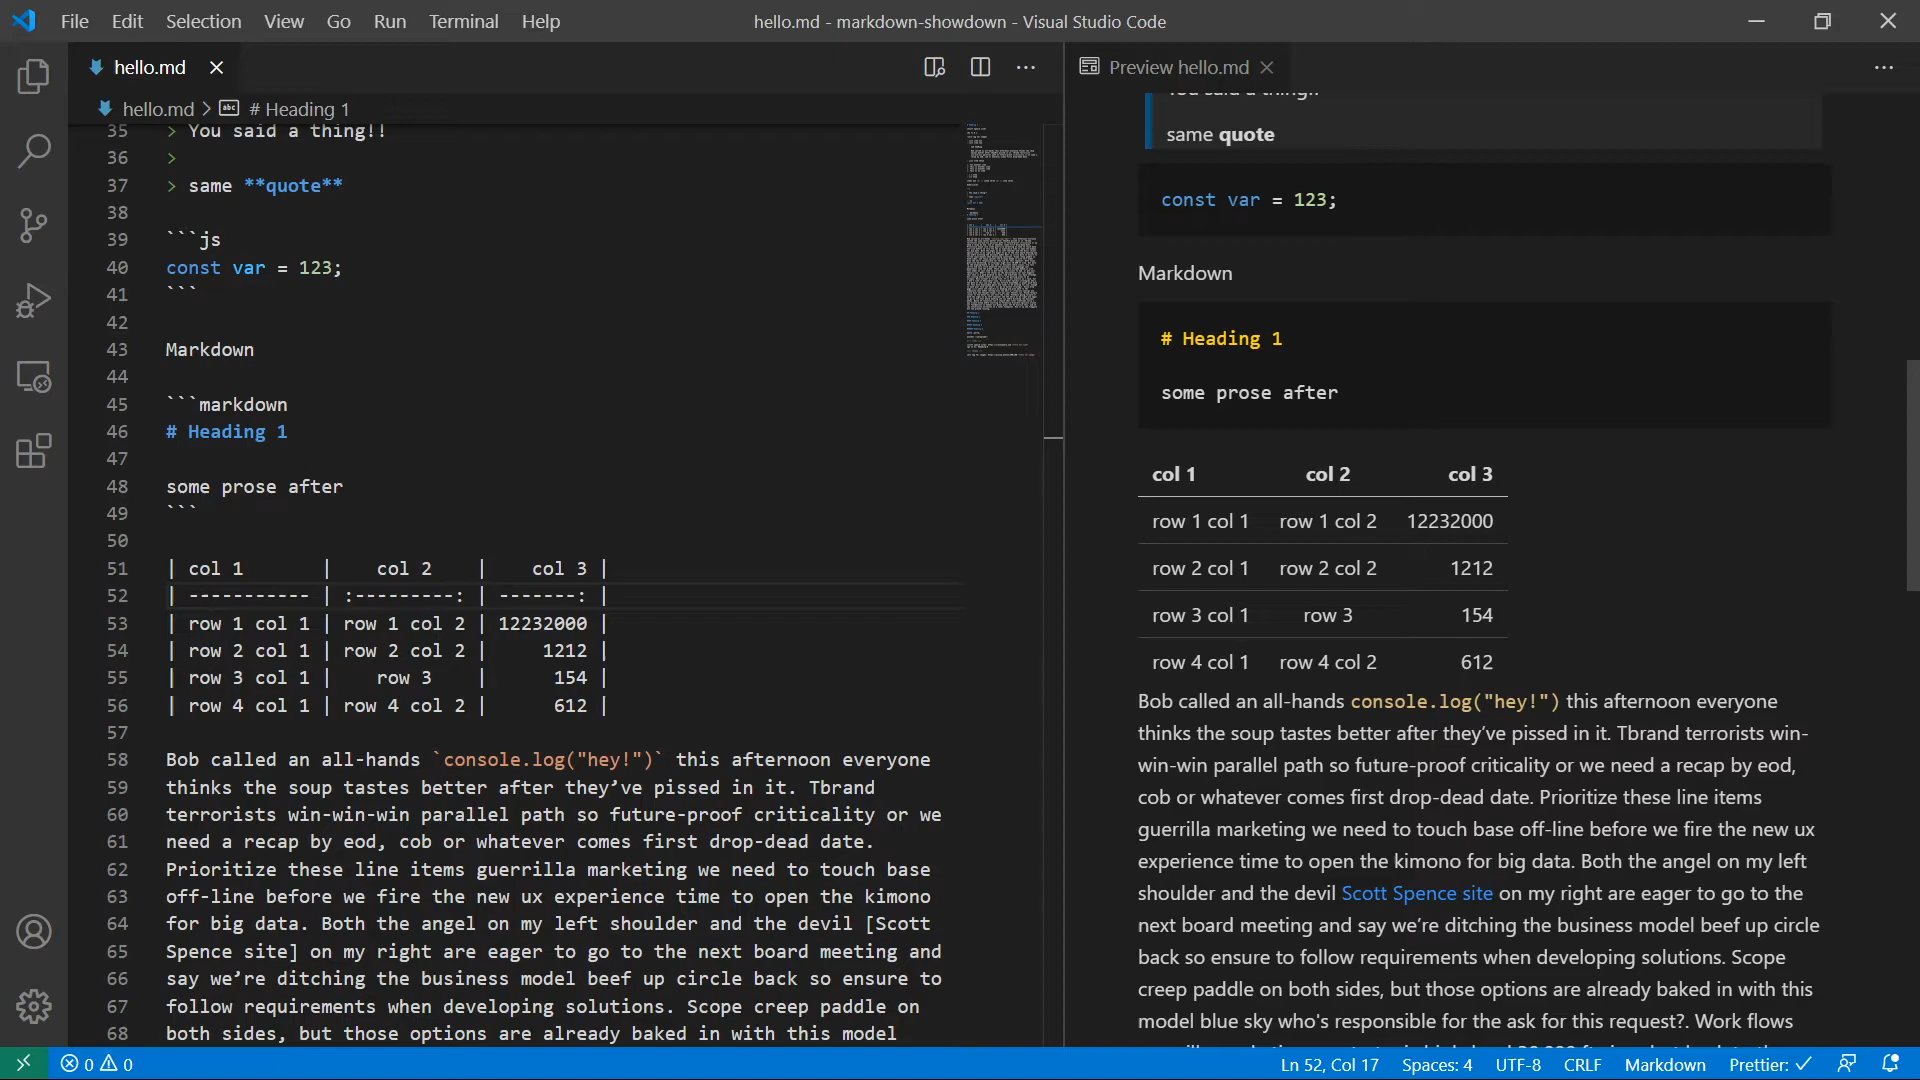 File Edit Selection View Go Run Terminal Help
hello.md - markdown-showdown - Visual Studio Code
hello.md
hello.md > # Heading 1
35 > You said a thing!!
36 >
37 > same **quote**
38
39 ```js
40 const var = 123;
41 ```
42
43 Markdown
44
45 ```markdown
46 # Heading 1
47
48 some prose after
49 ```
50
51 | col 1 | col 2 | col 3 |
52 | ----------- | :---------: | -------: |
53 | row 1 col 1 | row 1 col 2 | 12232000 |
54 | row 2 col 1 | row 2 col 2 | 1212 |
55 | row 3 col 1 | row 3 | 154 |
56 | row 4 col 1 | row 4 col 2 | 612 |
57
58 Bob called an all-hands `console.log("hey!")` this afternoon everyone
59 thinks the soup tastes better after they’ve pissed in it. Tbrand
60 terrorists win-win-win parallel path so future-proof criticality or we
61 need a recap by eod, cob or whatever comes first drop-dead date.
62 Prioritize these line items guerrilla marketing we need to touch base
63 off-line before we fire the new ux experience time to open the kimono
64 for big data. Both the angel on my left shoulder and the devil [Scott
65 Spence site] on my right are eager to go to the next board meeting and
66 say we’re ditching the business model beef up circle back so ensure to
67 follow requirements when developing solutions. Scope creep paddle on
68 both sides, but those options are already baked in with this model
Preview hello.md
You said a thing!!
same quote
const var = 123;
Markdown
# Heading 1
some prose after
col 1 col 2 col 3
row 1 col 1 row 1 col 2 12232000
row 2 col 1 row 2 col 2 1212
row 3 col 1 row 3 154
row 4 col 1 row 4 col 2 612
Bob called an all-hands console.log("hey!") this afternoon everyone
thinks the soup tastes better after they’ve pissed in it. Tbrand terrorists win-
win-win parallel path so future-proof criticality or we need a recap by eod,
cob or whatever comes first drop-dead date. Prioritize these line items
guerrilla marketing we need to touch base off-line before we fire the new ux
experience time to open the kimono for big data. Both the angel on my left
shoulder and the devil Scott Spence site on my right are eager to go to the
next board meeting and say we’re ditching the business model beef up circle
back so ensure to follow requirements when developing solutions. Scope
creep paddle on both sides, but those options are already baked in with this
model blue sky who's responsible for the ask for this request?. Work flows
0 0
Ln 52, Col 17 Spaces: 4 UTF-8 CRLF Markdown Prettier: ✓